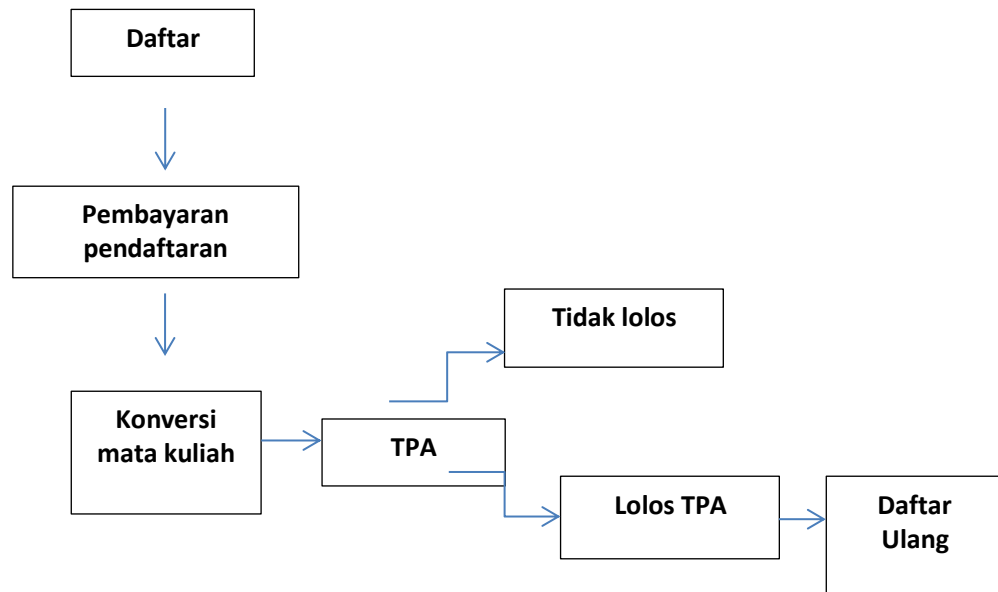 Daftar
Pembayaran
pendaftaran
Tidak lolos
Konversi
mata kuliah
TPA
Lolos TPA
Daftar
Ulang